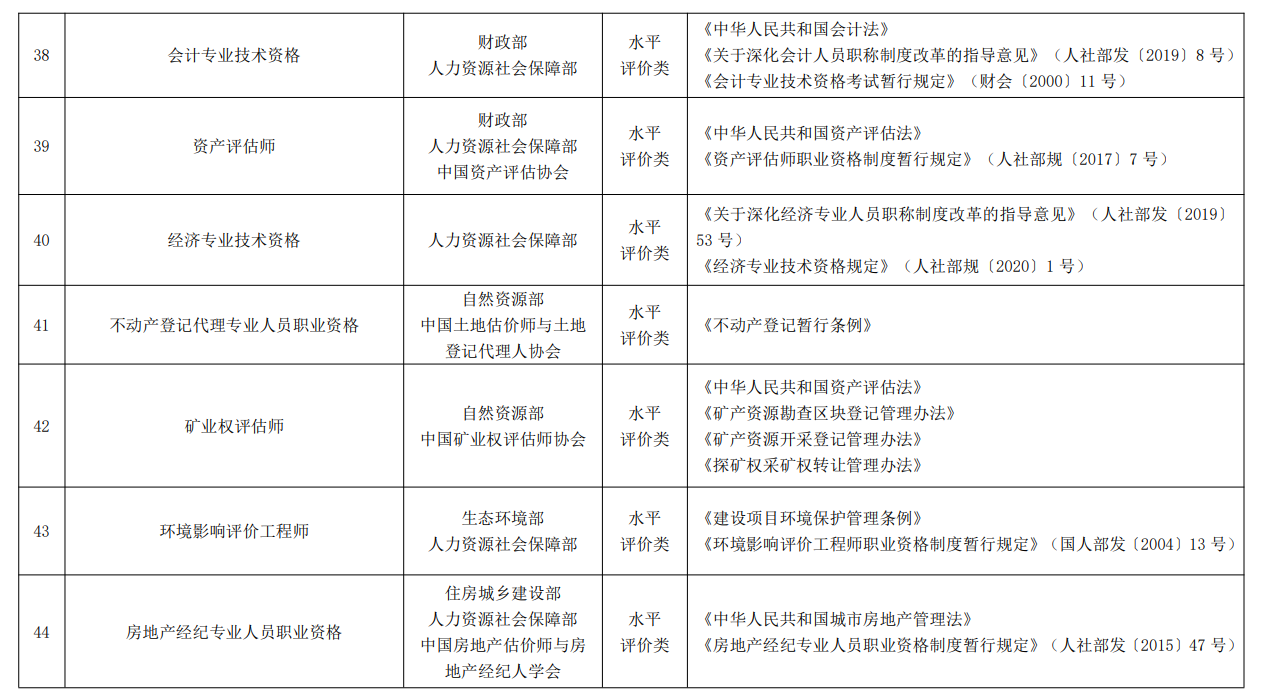 38
会计专业技术资格
财政部
人力资源社会保障部
水平
评价类
《中华人民共和国会计法》
《关于深化会计人员职称制度改革的指导意见》（人社部发〔2019〕8 号）
《会计专业技术资格考试暂行规定》（财会〔2000〕11 号）
39
资产评估师
财政部
人力资源社会保障部
中国资产评估协会
水平
评价类
《中华人民共和国资产评估法》
《资产评估师职业资格制度暂行规定》（人社部规〔2017〕7 号）
40
经济专业技术资格
人力资源社会保障部
水平
评价类
《关于深化经济专业人员职称制度改革的指导意见》（人社部发〔2019〕
53 号）
《经济专业技术资格规定》（人社部规〔2020〕1 号）
41
不动产登记代理专业人员职业资格
自然资源部
中国土地估价师与土地
登记代理人协会
水平
评价类
《不动产登记暂行条例》
42
矿业权评估师
自然资源部
中国矿业权评估师协会
水平
评价类
《中华人民共和国资产评估法》
《矿产资源勘查区块登记管理办法》
《矿产资源开采登记管理办法》
《探矿权采矿权转让管理办法》
43
环境影响评价工程师
生态环境部
人力资源社会保障部
水平
评价类
《建设项目环境保护管理条例》
《环境影响评价工程师职业资格制度暂行规定》（国人部发〔2004〕13 号）
44
房地产经纪专业人员职业资格
住房城乡建设部
人力资源社会保障部
中国房地产估价师与房
地产经纪人学会
水平
评价类
《中华人民共和国城市房地产管理法》
《房地产经纪专业人员职业资格制度暂行规定》（人社部发〔2015〕47 号）